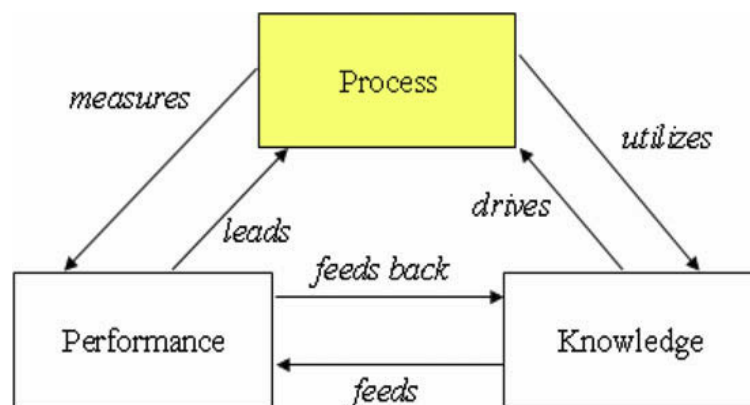 Process
measures
utilizes
leads
drives
feeds back
Performance
Knowledge
feeds